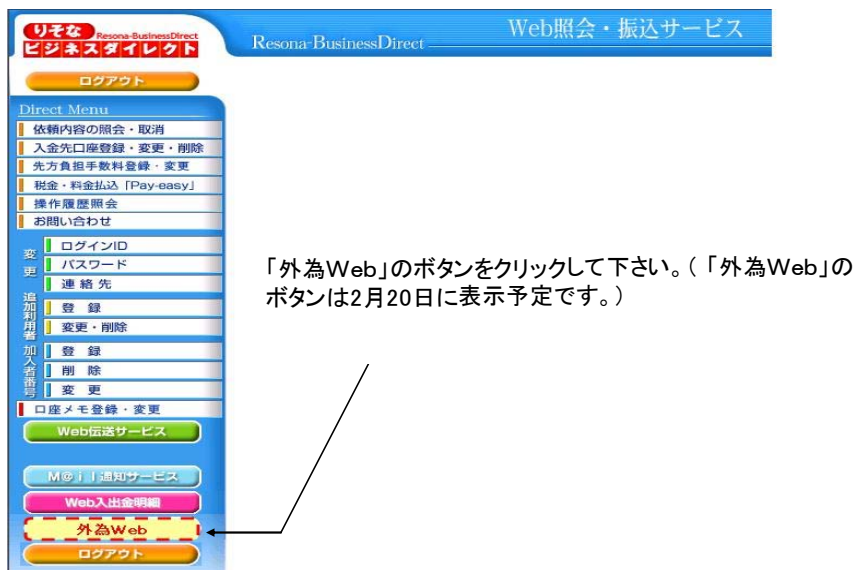 りそな Resona-BusinessDirect
ビジネスダイレクト
Resona-BusinessDirect
Web照会・振込サービス
ログアウト
Direct Menu
依頼内容の照会・取消
入金先口座登録・変更・削除
先方負担手数料登録・変更
税金・料金払込「Pay-easy」
操作履歴照会
お問い合わせ
変更
ログインID
パスワード
連絡先
追加利用者
登 録
変更・削除
加入者番号
登 録
削 除
変 更
口座メモ登録・変更
Web伝送サービス
M@il通知サービス
Web入出金明細
外為Web
ログアウト
「外為Web」のボタンをクリックして下さい。(「外為Web」の
ボタンは2月20日に表示予定です。)